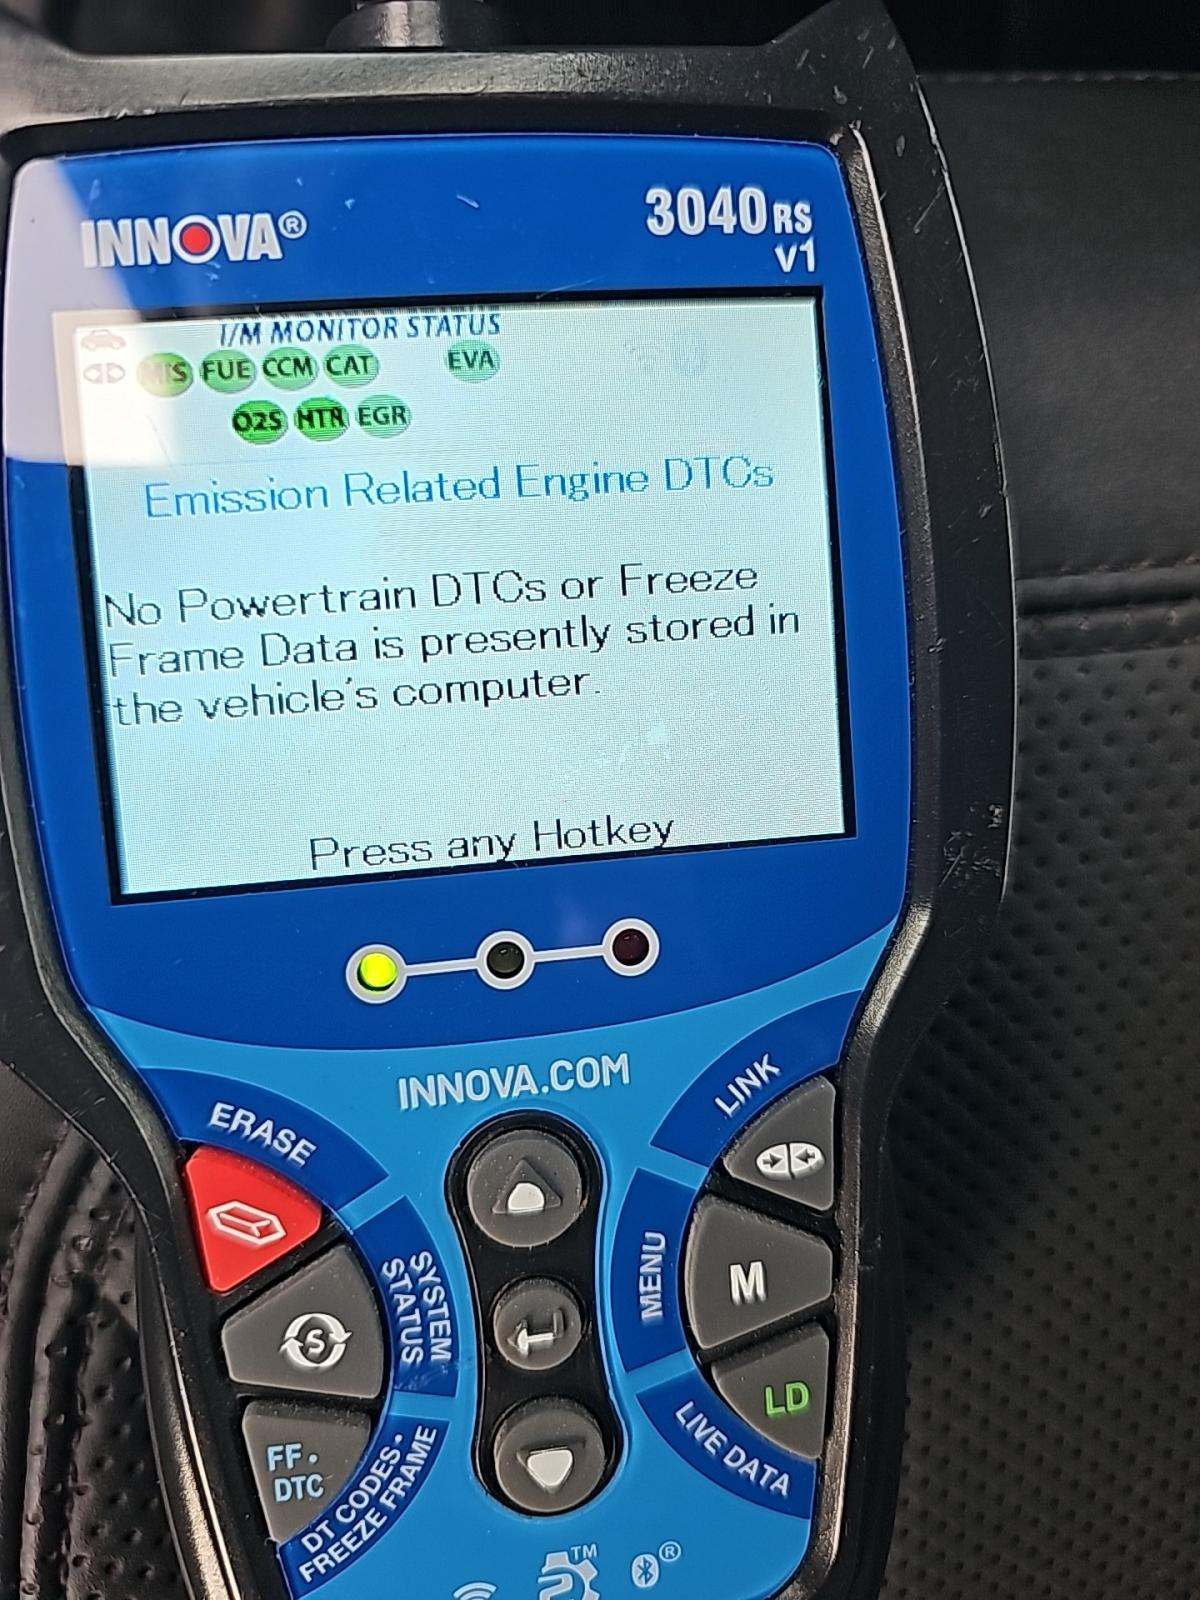 INNOVA®
3040RS
v1
I/M MONITOR STATUS
MIS FUE CCM CAT EVA
O2S HTR EGR
Emission Related Engine DTCs
No Powertrain DTCs or Freeze
Frame Data is presently stored in
the vehicle's computer.
Press any Hotkey
INNOVA.COM
ERASE
LINK
SYSTEM
STATUS
S
MENU
M
FF.
DTC
DT CODES •
FREEZE FRAME
LD
LIVE DATA
2 TM
®